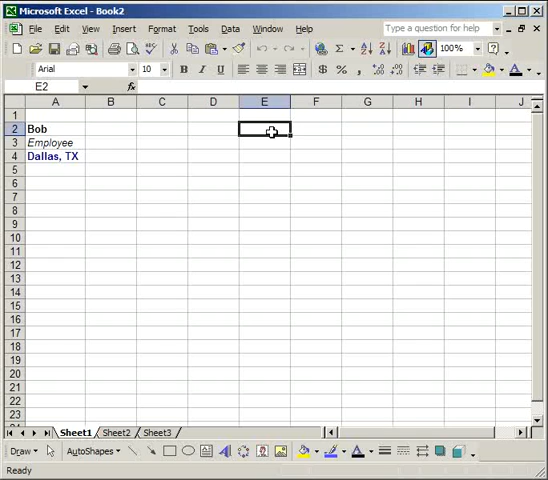 Microsoft Excel - Book2
File Edit View Insert Format Tools Data Window Help Type a question for help
100%
Arial 10 B I U $ % ,
E2 fx
A B C D E F G H I J
1
2 Bob
3 Employee
4 Dallas, TX
5
6
7
8
9
10
11
12
13
14
15
16
17
18
19
20
21
22
23
Sheet1 Sheet2 Sheet3
Draw AutoShapes
Ready